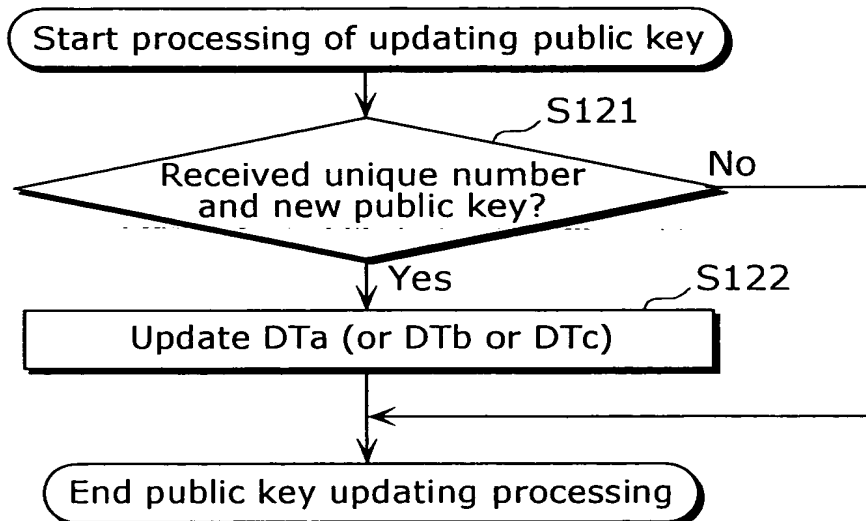 Start processing of updating public key
S121
Received unique number
and new public key?
No
Yes
S122
Update DTa (or DTb or DTc)
End public key updating processing